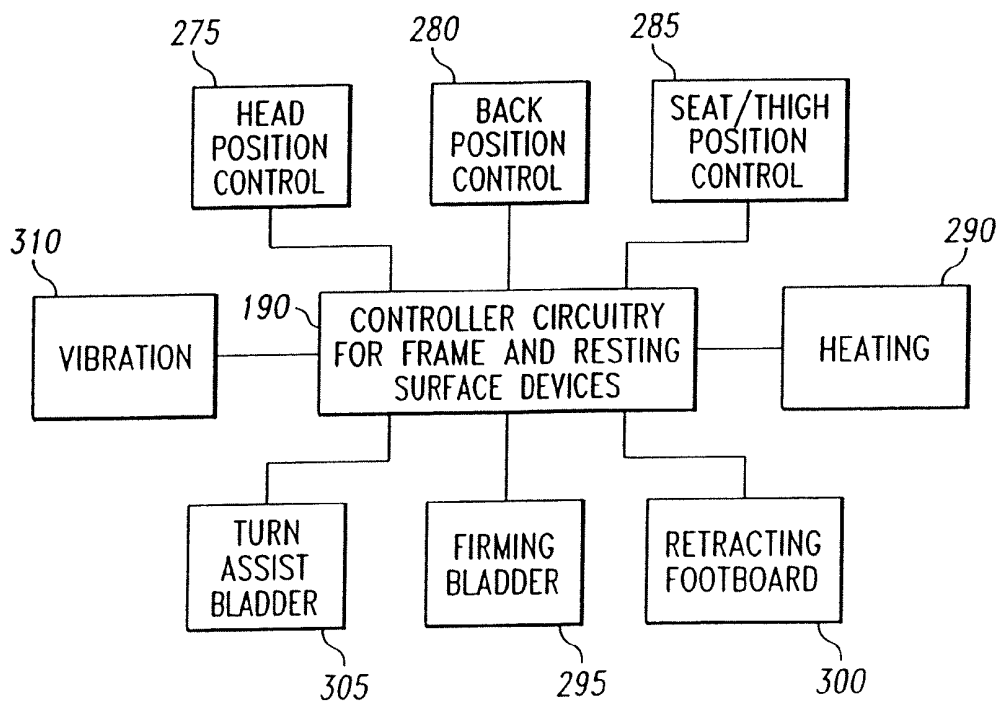 275
280
285
HEAD
POSITION
CONTROL
BACK
POSITION
CONTROL
SEAT/THIGH
POSITION
CONTROL
310
190
290
VIBRATION
CONTROLLER CIRCUITRY
FOR FRAME AND RESTING
SURFACE DEVICES
HEATING
TURN
ASSIST
BLADDER
FIRMING
BLADDER
RETRACTING
FOOTBOARD
305
295
300